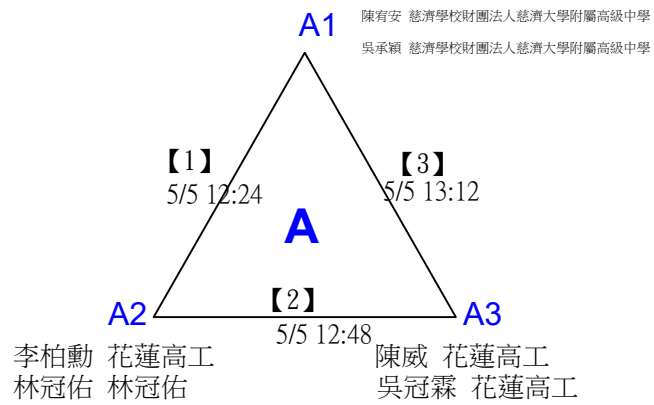 A1
陳宥安 慈濟學校財團法人慈濟大學附屬高級中學
吳承穎 慈濟學校財團法人慈濟大學附屬高級中學
【1】
5/5 12:24
【3】
5/5 13:12
A
【2】
5/5 12:48
A2
A3
李柏勳 花蓮高工
林冠佑 林冠佑
陳威 花蓮高工
吳冠霖 花蓮高工